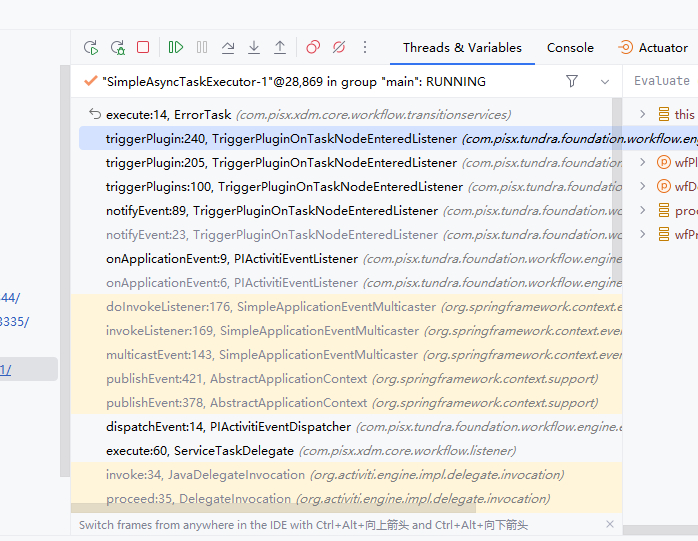 Threads & Variables Console Actuator
"SimpleAsyncTaskExecutor-1"@28,869 in group "main": RUNNING
Evaluate
execute:14, ErrorTask (com.pisx.xdm.core.workflow.transitionservices)
this
triggerPlugin:240, TriggerPluginOnTaskNodeEnteredListener (com.pisx.tundra.foundation.workflow.eng
triggerPlugin:205, TriggerPluginOnTaskNodeEnteredListener (com.pisx.tundra.foundation
wfPl
triggerPlugins:100, TriggerPluginOnTaskNodeEnteredListener (com.pisx.tundra.foundatio
wfD
notifyEvent:89, TriggerPluginOnTaskNodeEnteredListener (com.pisx.tundra.foundation.wo
proc
notifyEvent:23, TriggerPluginOnTaskNodeEnteredListener (com.pisx.tundra.foundation.wo
wfPr
onApplicationEvent:9, PIActivitiEventListener (com.pisx.tundra.foundation.workflow.engine
onApplicationEvent:6, PIActivitiEventListener (com.pisx.tundra.foundation.workflow.engine
44/
doInvokeListener:176, SimpleApplicationEventMulticaster (org.springframework.context.e
3335/
invokeListener:169, SimpleApplicationEventMulticaster (org.springframework.context.even
multicastEvent:143, SimpleApplicationEventMulticaster (org.springframework.context.eve
1/
publishEvent:421, AbstractApplicationContext (org.springframework.context.support)
publishEvent:378, AbstractApplicationContext (org.springframework.context.support)
dispatchEvent:14, PIActivitiEventDispatcher (com.pisx.tundra.foundation.workflow.engine.e
execute:60, ServiceTaskDelegate (com.pisx.xdm.core.workflow.listener)
invoke:34, JavaDelegateInvocation (org.activiti.engine.impl.delegate.invocation)
proceed:35, DelegateInvocation (org.activiti.engine.impl.delegate.invocation)
Switch frames from anywhere in the IDE with Ctrl+Alt+向上箭头 and Ctrl+Alt+向下箭头